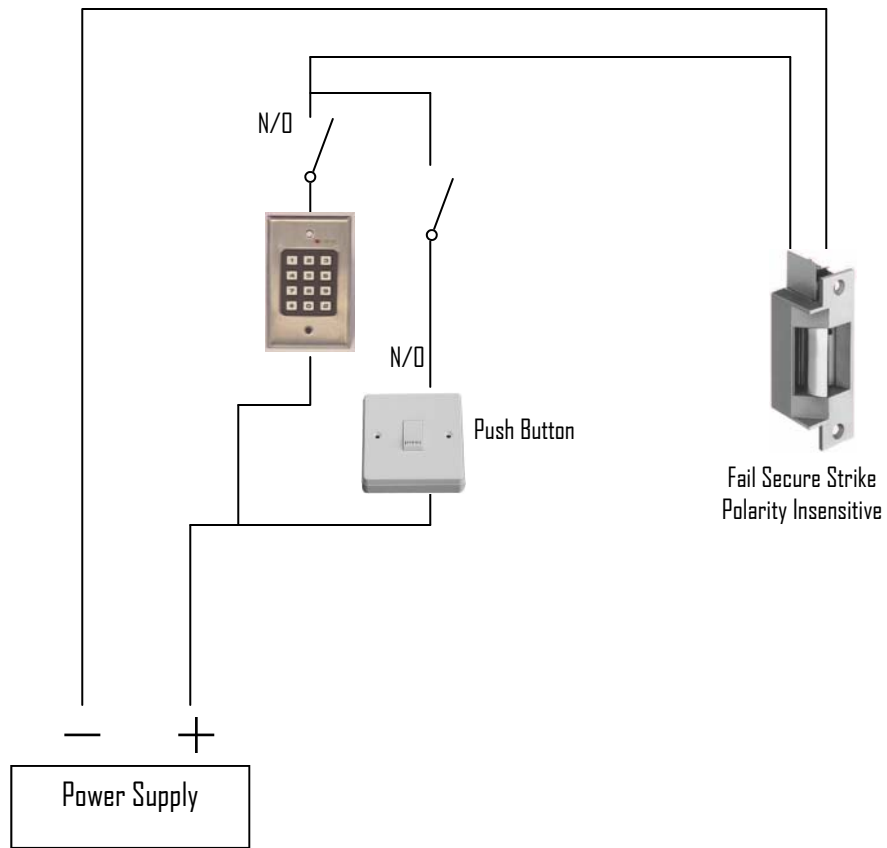 N/O
N/O
Push Button
Fail Secure Strike
Polarity Insensitive
— +
Power Supply